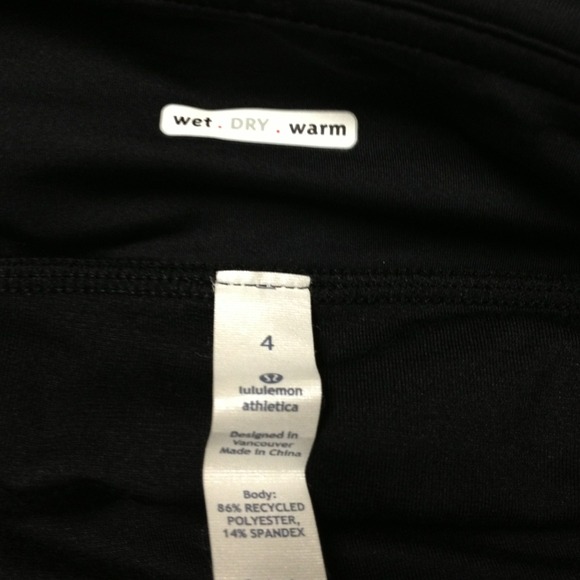 wet . DRY . warm
4
lululemon
athletica
Designed in
Vancouver
Made in China
Body:
86% RECYCLED
POLYESTER,
14% SPANDEX